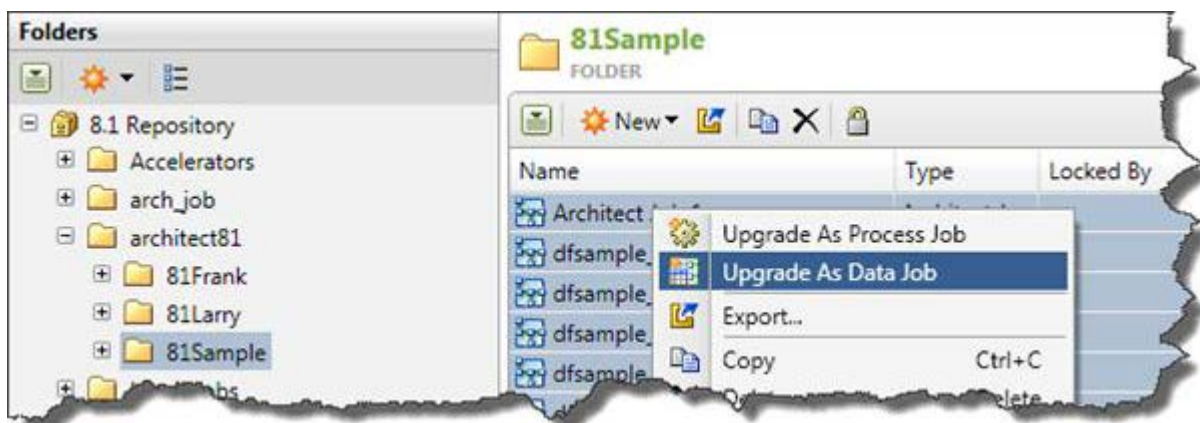 Folders
8.1 Repository
Accelerators
arch_job
architect81
81Frank
81Larry
81Sample
81Sample
FOLDER
New
Name Type Locked By
Architect
dfsample_
dfsample_
dfsample_
dfsample
Upgrade As Process Job
Upgrade As Data Job
Export...
Copy Ctrl+C